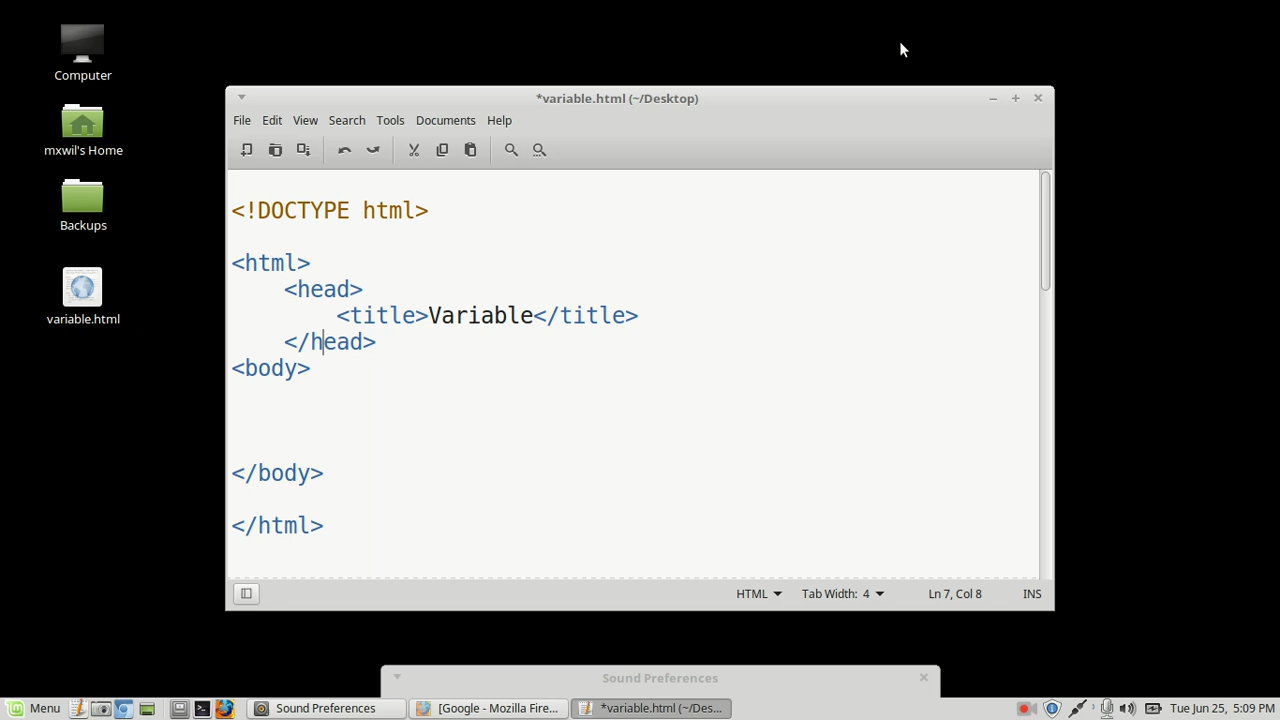 Computer
mxwil's Home
Backups
variable.html
*variable.html (~/Desktop)
File Edit View Search Tools Documents Help
<!DOCTYPE html>
<html>
<head>
<title>Variable</title>
</head>
<body>
</body>
</html>
HTML Tab Width: 4 Ln 7, Col 8 INS
Sound Preferences
Menu Sound Preferences [Google - Mozilla Fire... *variable.html (~/Des... Tue Jun 25, 5:09 PM